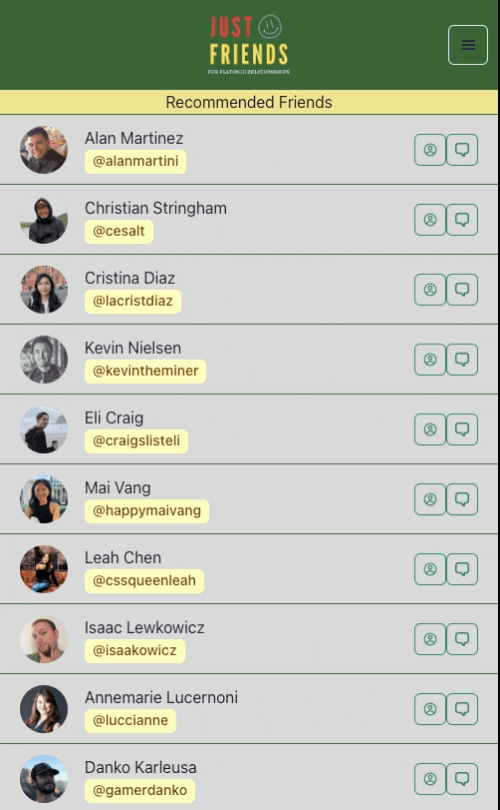 JUST
FRIENDS
FOR PLATONIC RELATIONSHIPS
Recommended Friends
Alan Martinez
@alanmartini
Christian Stringham
@cesalt
Cristina Diaz
@lacristdiaz
Kevin Nielsen
@kevintheminer
Eli Craig
@craigslisteli
Mai Vang
@happymaivang
Leah Chen
@cssqueenleah
Isaac Lewkowicz
@isaakowicz
Annemarie Lucernoni
@luccianne
Danko Karleusa
@gamerdanko